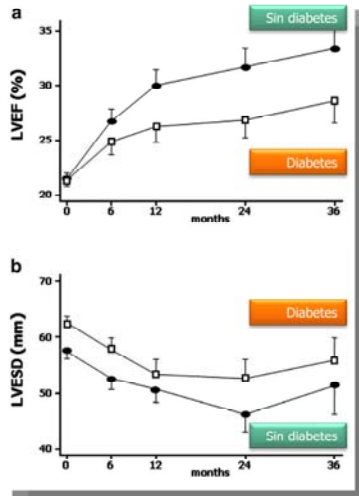 a
Sin diabetes
LVEF (%)
35
30
25
20
Diabetes
0 6 12 24 36
months
b
LVESD (mm)
70
60
50
40
Diabetes
Sin diabetes
0 6 12 24 36
months